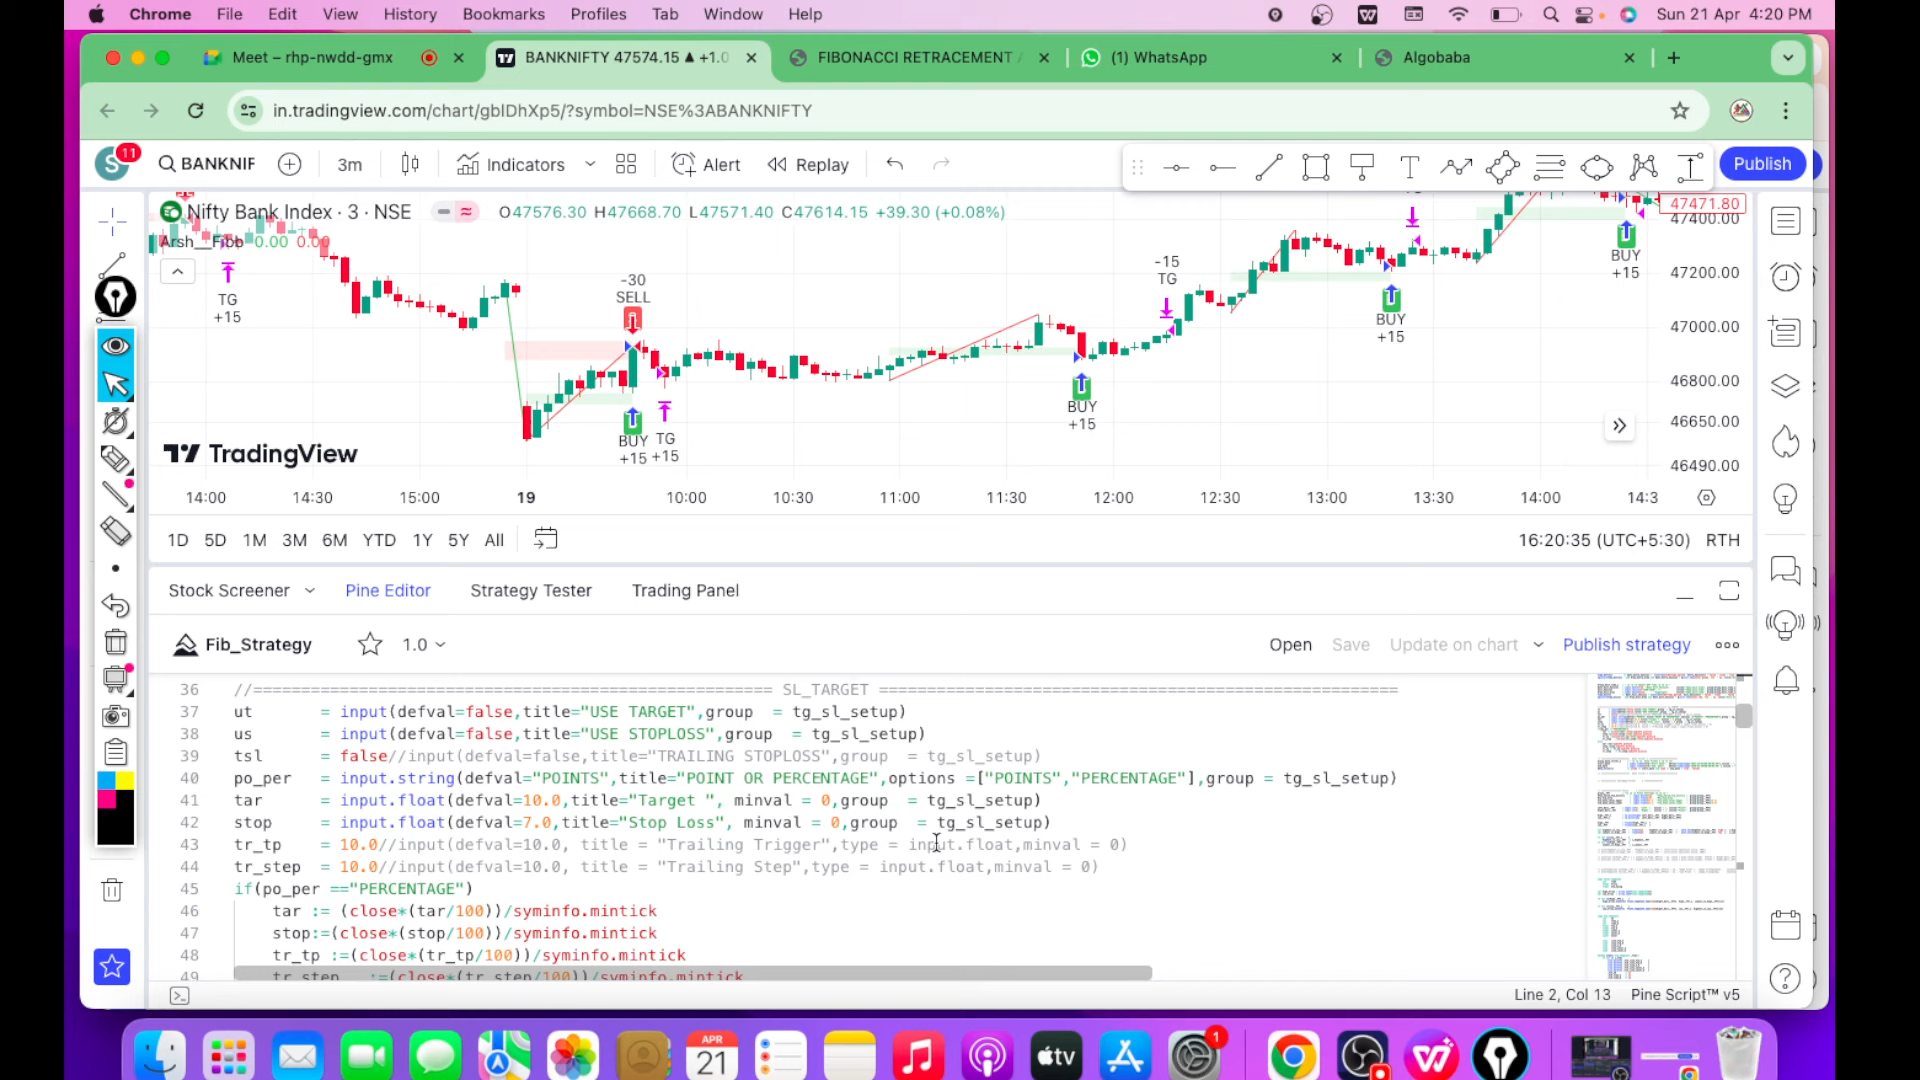 Chrome File Edit View History Bookmarks Profiles Tab Window Help Sun 21 Apr 4:20 PM
Meet – rhp-nwdd-gmx BANKNIFTY 47574.15 ▲ +1.0 FIBONACCI RETRACEMENT (1) WhatsApp Algobaba
in.tradingview.com/chart/gblDhXp5/?symbol=NSE%3ABANKNIFTY
S 11 BANKNIF 3m Indicators Alert Replay Publish
Nifty Bank Index · 3 · NSE O47576.30 H47668.70 L47571.40 C47614.15 +39.30 (+0.08%)
Arsh__Fibb 0.00 0.00
47471.80
47400.00
47200.00
47000.00
46800.00
46650.00
46490.00
TG
+15
-30
SELL
BUY
+15
TG
+15
BUY
+15
-15
TG
BUY
+15
BUY
+15
TradingView
14:00 14:30 15:00 19 10:00 10:30 11:00 11:30 12:00 12:30 13:00 13:30 14:00 14:3
1D 5D 1M 3M 6M YTD 1Y 5Y All 16:20:35 (UTC+5:30) RTH
Stock Screener Pine Editor Strategy Tester Trading Panel
Fib_Strategy 1.0 Open Save Update on chart Publish strategy
36 //====================================================== SL_TARGET ======================================================
37 ut = input(defval=false,title="USE TARGET",group = tg_sl_setup)
38 us = input(defval=false,title="USE STOPLOSS",group = tg_sl_setup)
39 tsl = false//input(defval=false,title="TRAILING STOPLOSS",group = tg_sl_setup)
40 po_per = input.string(defval="POINTS",title="POINT OR PERCENTAGE",options =["POINTS","PERCENTAGE"],group = tg_sl_setup)
41 tar = input.float(defval=10.0,title="Target ", minval = 0,group = tg_sl_setup)
42 stop = input.float(defval=7.0,title="Stop Loss", minval = 0,group = tg_sl_setup)
43 tr_tp = 10.0//input(defval=10.0, title = "Trailing Trigger",type = input.float,minval = 0)
44 tr_step = 10.0//input(defval=10.0, title = "Trailing Step",type = input.float,minval = 0)
45 if(po_per =="PERCENTAGE")
46 tar := (close*(tar/100))/syminfo.mintick
47 stop:=(close*(stop/100))/syminfo.mintick
48 tr_tp :=(close*(tr_tp/100))/syminfo.mintick
49 tr_step :=(close*(tr_step/100))/syminfo.mintick
Line 2, Col 13 Pine Script™ v5
APR
21
tv
1